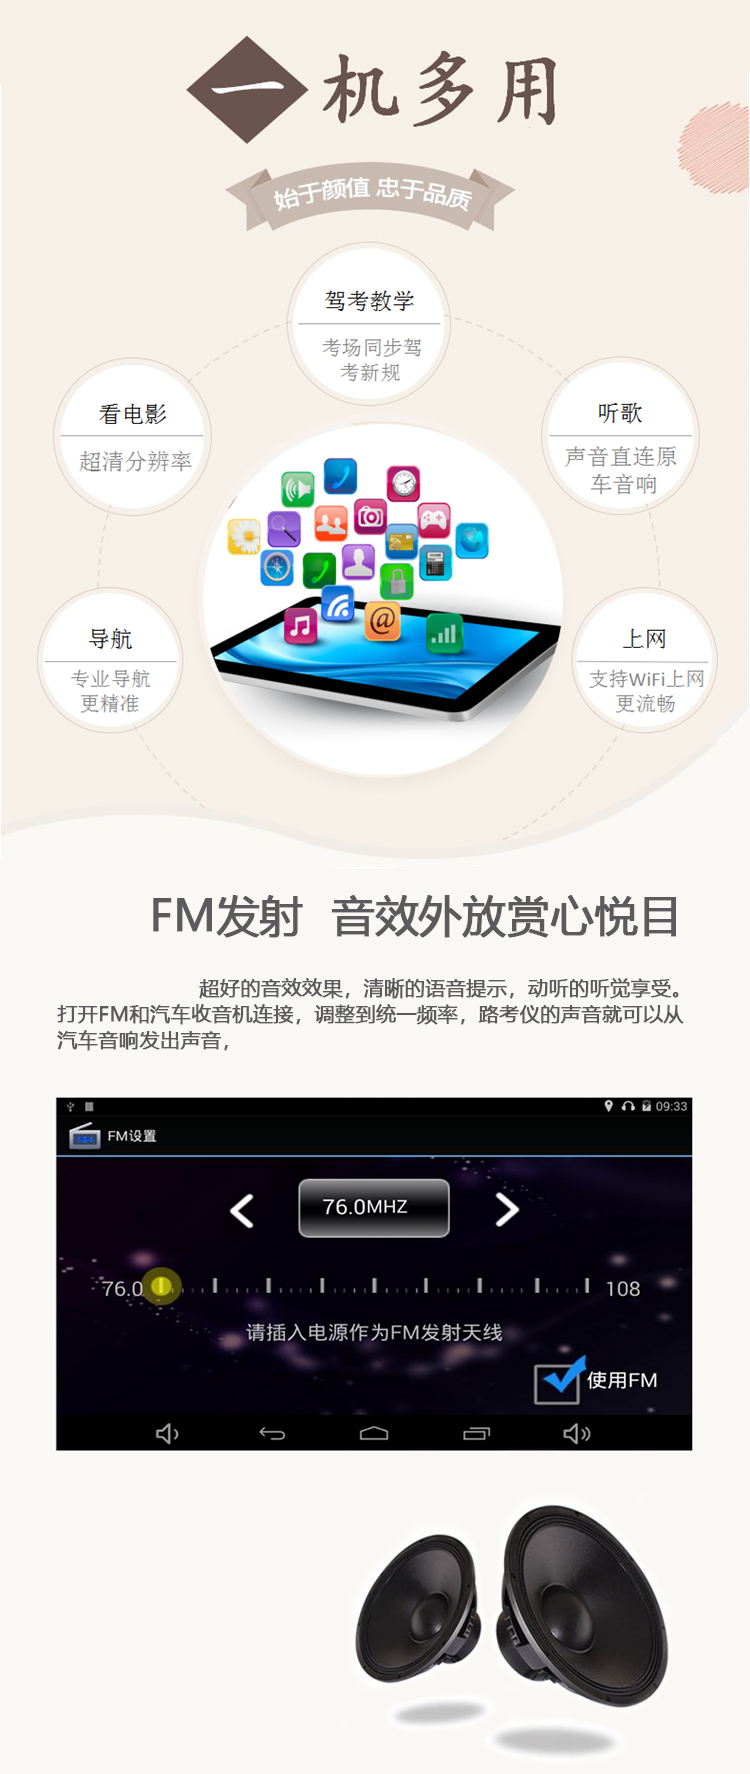 一机多用
始于颜值 忠于品质
驾考教学
考场同步驾
考新规
看电影
超清分辨率
听歌
声音直连原
车音响
导航
专业导航
更精准
上网
支持WiFi上网
更流畅
FM发射 音效外放赏心悦目
超好的音效效果，清晰的语音提示，动听的听觉享受。
打开FM和汽车收音机连接，调整到统一频率，路考仪的声音就可以从
汽车音响发出声音，
09:33
FM设置
76.0MHZ
76.0
108
请插入电源作为FM发射天线
使用FM